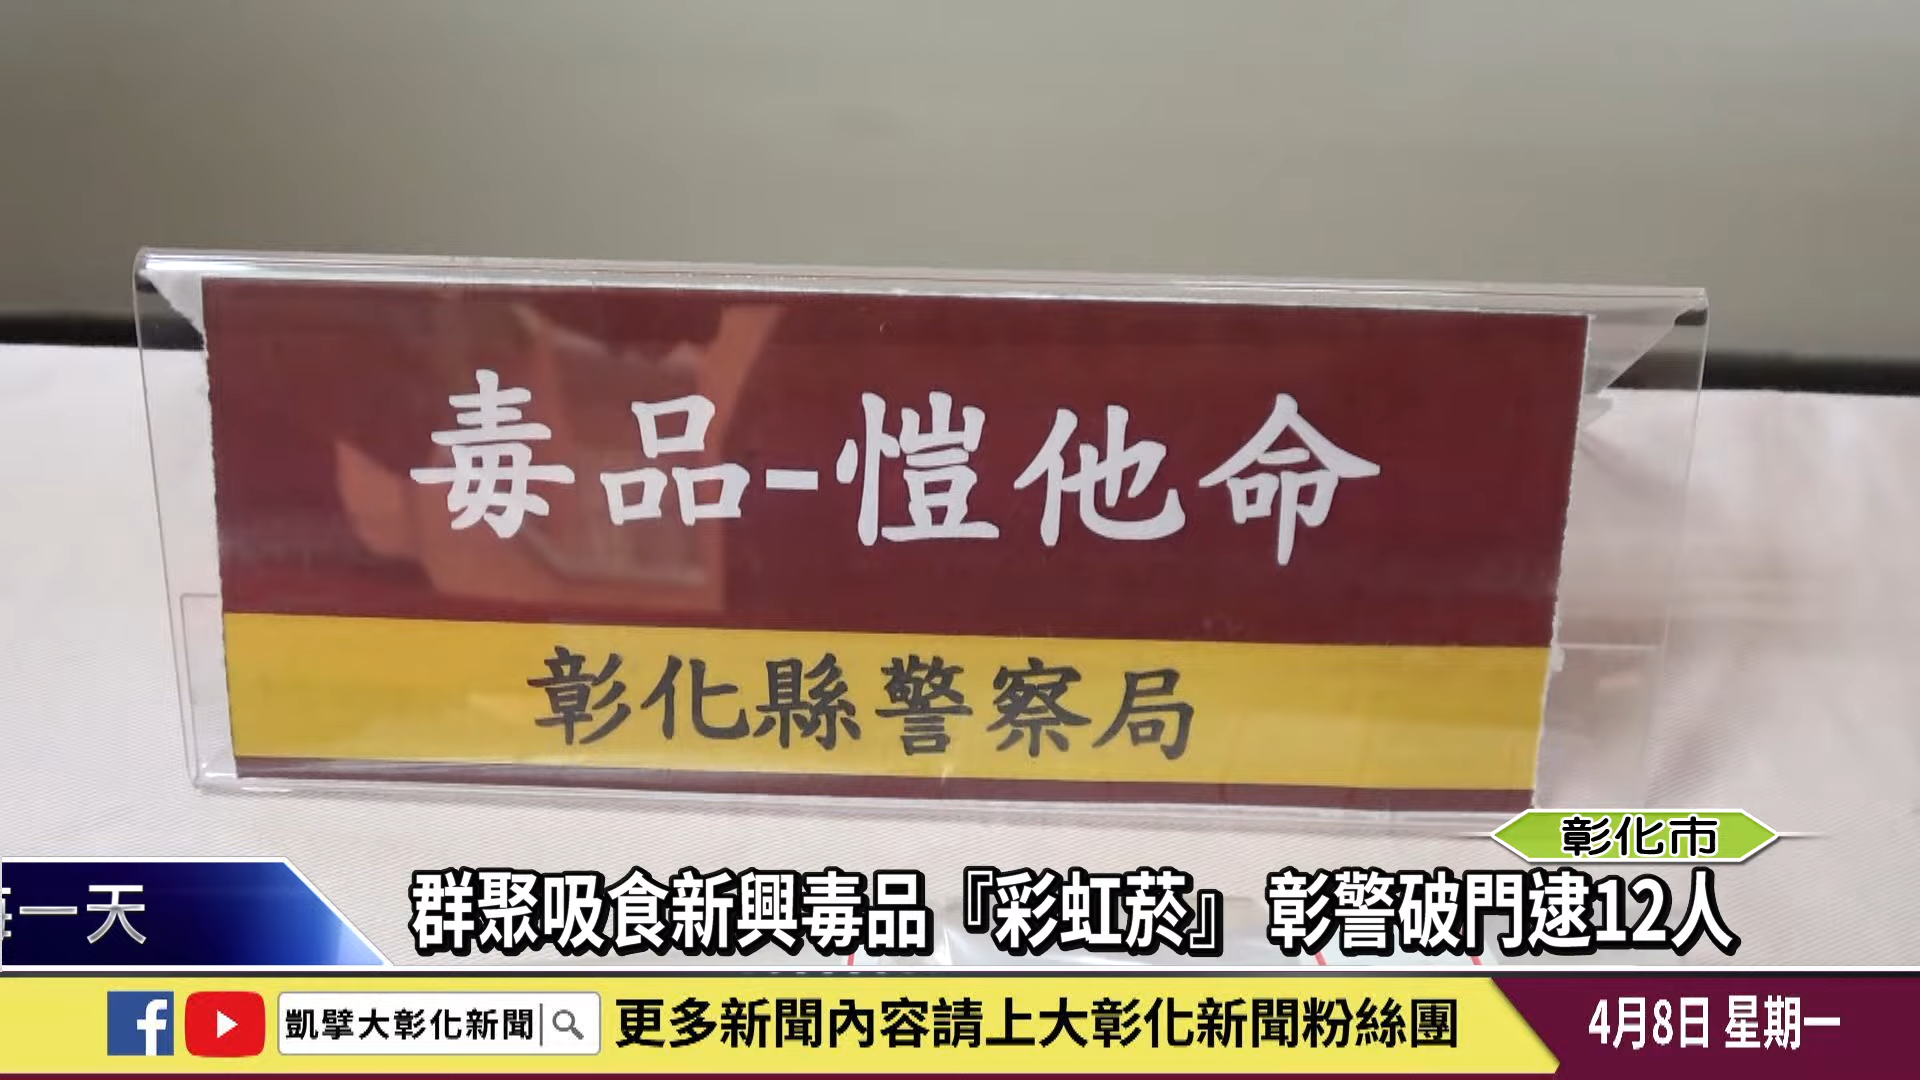 毒品-愷他命
彰化縣警察局
彰化市
一天
群聚吸食新興毒品『彩虹菸』 彰警破門逮12人
凱擘大彰化新聞
更多新聞內容請上大彰化新聞粉絲團
4月8日 星期一